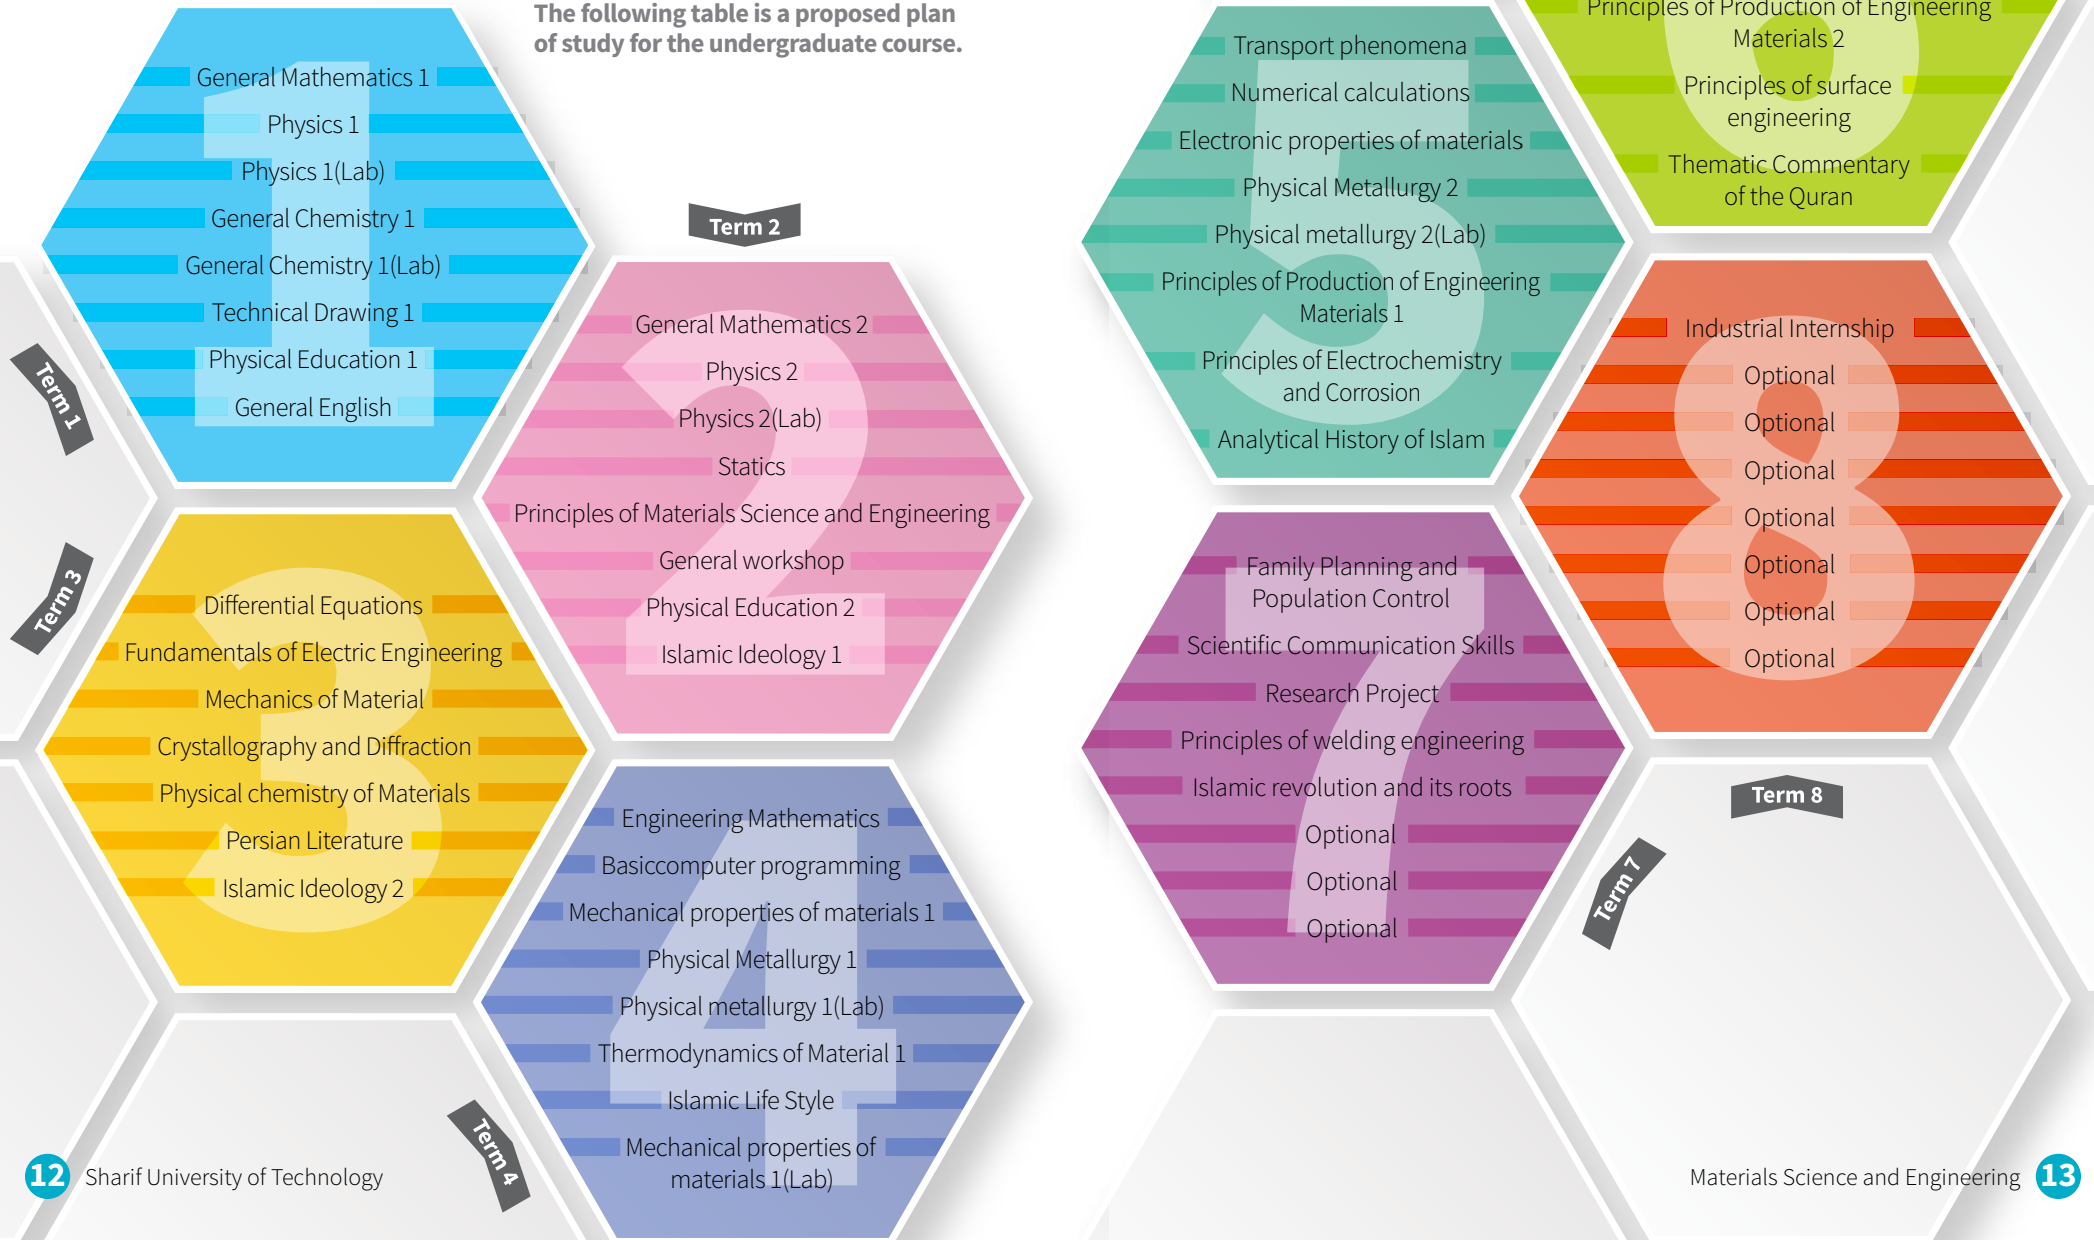 The following table is a proposed plan
of study for the undergraduate course.
1
General Mathematics 1
Physics 1
Physics 1(Lab)
General Chemistry 1
General Chemistry 1(Lab)
Technical Drawing 1
Physical Education 1
General English
Term 1
Term 2
2
General Mathematics 2
Physics 2
Physics 2(Lab)
Statics
Principles of Materials Science and Engineering
General workshop
Physical Education 2
Islamic Ideology 1
Term 3
3
Differential Equations
Fundamentals of Electric Engineering
Mechanics of Material
Crystallography and Diffraction
Physical chemistry of Materials
Persian Literature
Islamic Ideology 2
4
Engineering Mathematics
Basiccomputer programming
Mechanical properties of materials 1
Physical Metallurgy 1
Physical metallurgy 1(Lab)
Thermodynamics of Material 1
Islamic Life Style
Mechanical properties of
materials 1(Lab)
Term 4
12 Sharif University of Technology
5
Transport phenomena
Numerical calculations
Electronic properties of materials
Physical Metallurgy 2
Physical metallurgy 2(Lab)
Principles of Production of Engineering
Materials 1
Principles of Electrochemistry
and Corrosion
Analytical History of Islam
6
Principles of Production of Engineering
Materials 2
Principles of surface
engineering
Thematic Commentary
of the Quran
7
Family Planning and
Population Control
Scientific Communication Skills
Research Project
Principles of welding engineering
Islamic revolution and its roots
Optional
Optional
Optional
Term 7
8
Industrial Internship
Optional
Optional
Optional
Optional
Optional
Optional
Optional
Term 8
Materials Science and Engineering 13